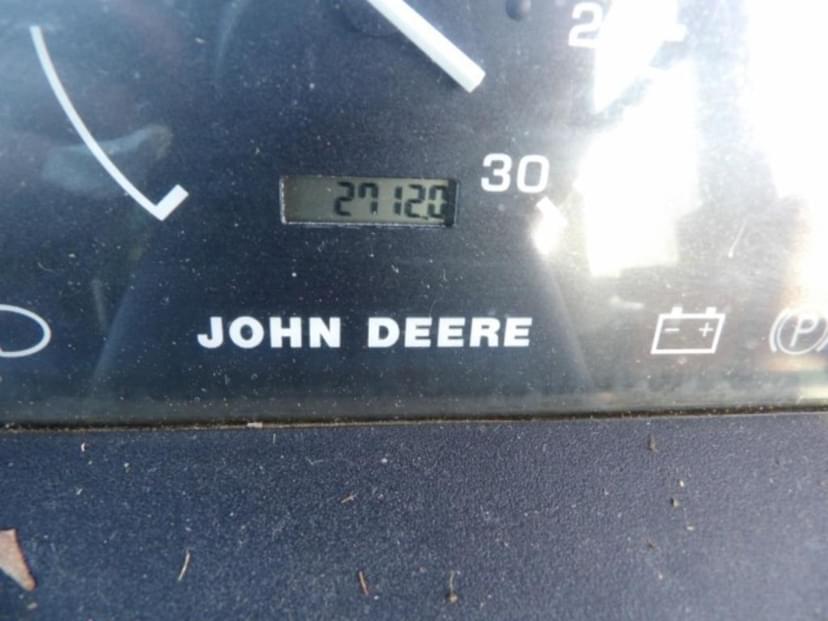 30
2712.0
JOHN DEERE
- +
(P)